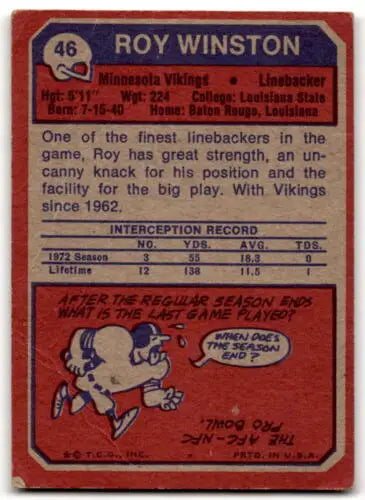 46
ROY WINSTON
Minnesota Vikings • Linebacker
Hgt: 5'11" Wgt: 224 College: Louisiana State
Born: 7-15-40 Home: Baton Rouge, Louisiana
One of the finest linebackers in the
game, Roy has great strength, an un-
canny knack for his position and the
facility for the big play. With Vikings
since 1962.
INTERCEPTION RECORD
NO. YDS. AVG. TDS.
1972 Season 3 55 18.3 0
Lifetime 12 138 11.5 1
AFTER THE REGULAR SEASON ENDS
WHAT IS THE LAST GAME PLAYED?
WHEN DOES
THE SEASON
END?
THE AFC-NFC
PRO BOWL.
* © T.C.G., INC. PRTD. IN U.S.A.